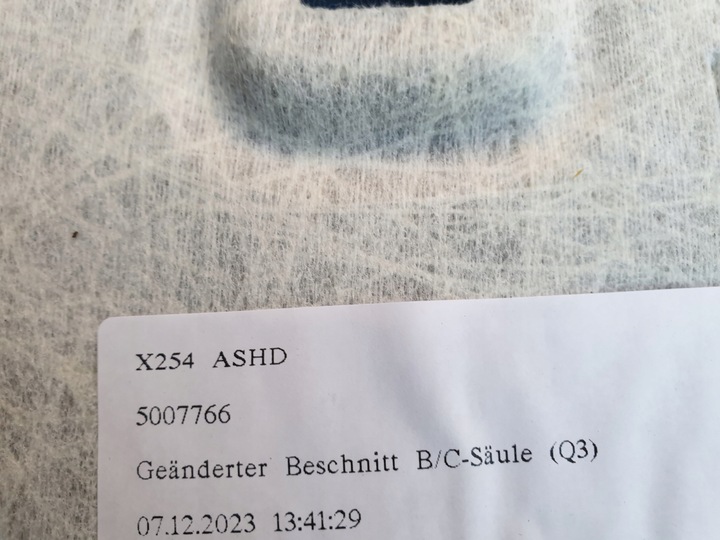 X254 ASHD
5007766
Geänderter Beschnitt B/C-Säule (Q3)
07.12.2023 13:41:29